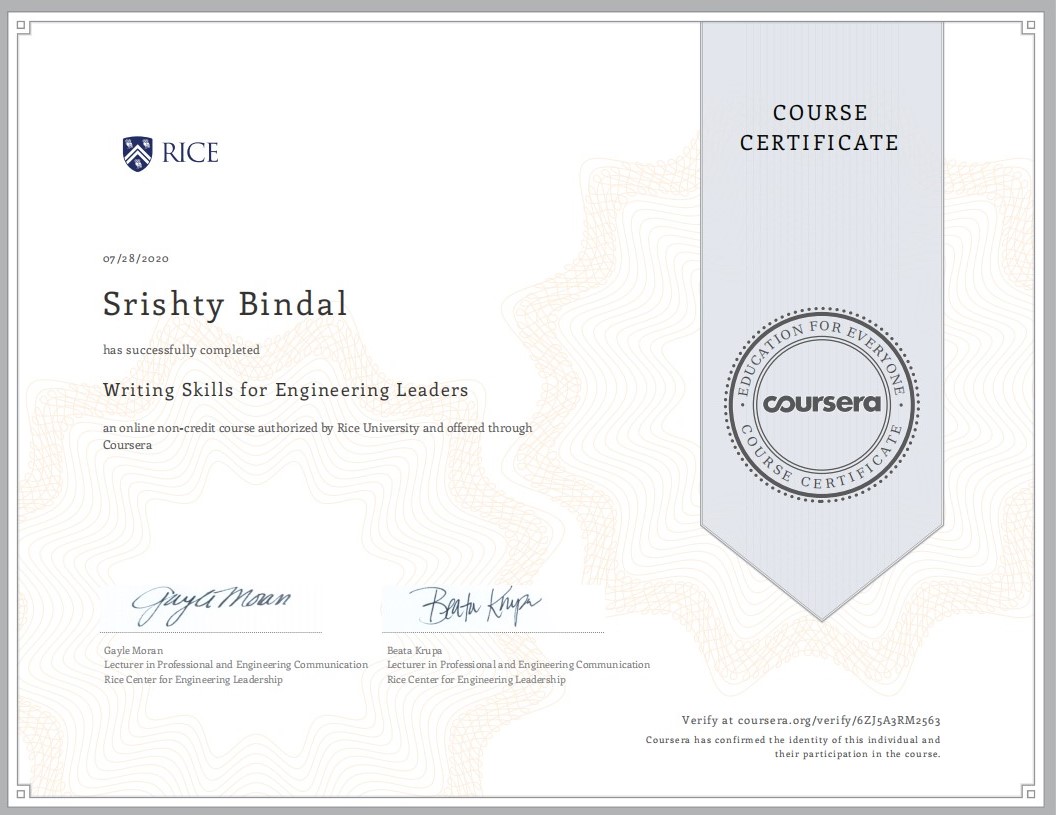 COURSE
CERTIFICATE
RICE
07/28/2020
Srishty Bindal
has successfully completed
Writing Skills for Engineering Leaders
an online non-credit course authorized by Rice University and offered through
Coursera
EDUCATION FOR EVERYONE
coursera
COURSE CERTIFICATE
Gayle Moran
Beata Krupa
Gayle Moran
Lecturer in Professional and Engineering Communication
Rice Center for Engineering Leadership
Beata Krupa
Lecturer in Professional and Engineering Communication
Rice Center for Engineering Leadership
Verify at coursera.org/verify/6ZJ5A3RM2563
Coursera has confirmed the identity of this individual and
their participation in the course.